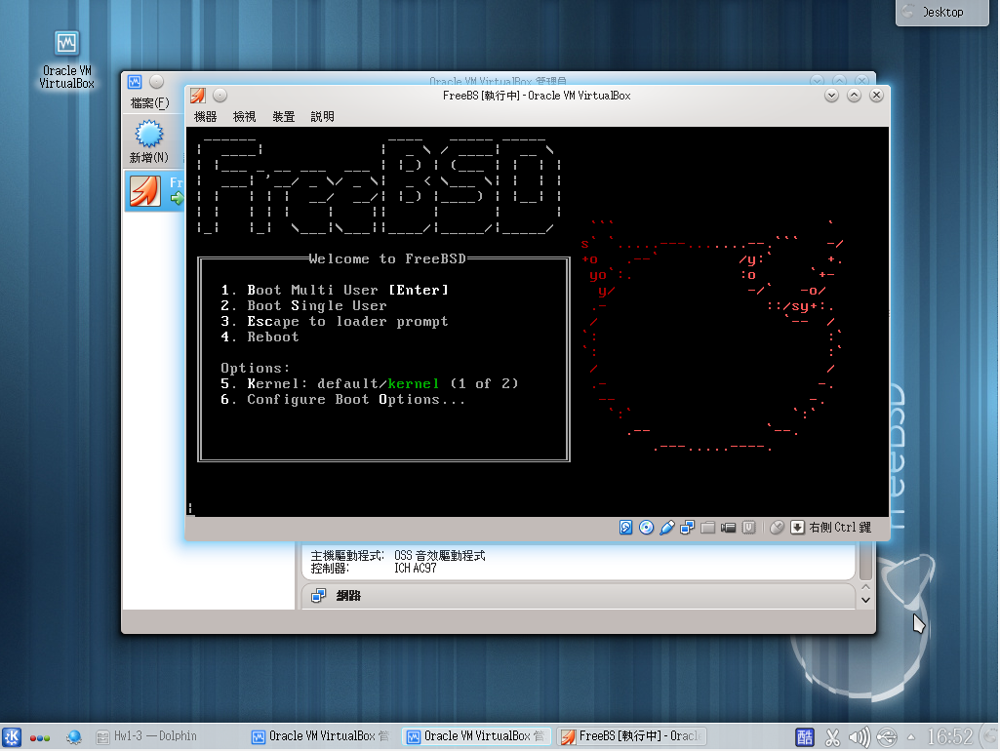 Desktop
Oracle VM
VirtualBox
Oracle VM VirtualBox 管理員
檔案(F)
新增(N)
Fr
FreeBS [執行中] - Oracle VM VirtualBox
機器 檢視 裝置 説明
FreeBSD
Welcome to FreeBSD
1. Boot Multi User [Enter]
2. Boot Single User
3. Escape to loader prompt
4. Reboot
Options:
5. Kernel: default/kernel (1 of 2)
6. Configure Boot Options...
右側 Ctrl 鍵
主機驅動程式: OSS 音效驅動程式
控制器: ICH AC97
網路
FreeBSD
Hw1-3 — Dolphin
Oracle VM VirtualBox 管
Oracle VM VirtualBox 管
FreeBS [執行中] - Oracl
酷
16:52